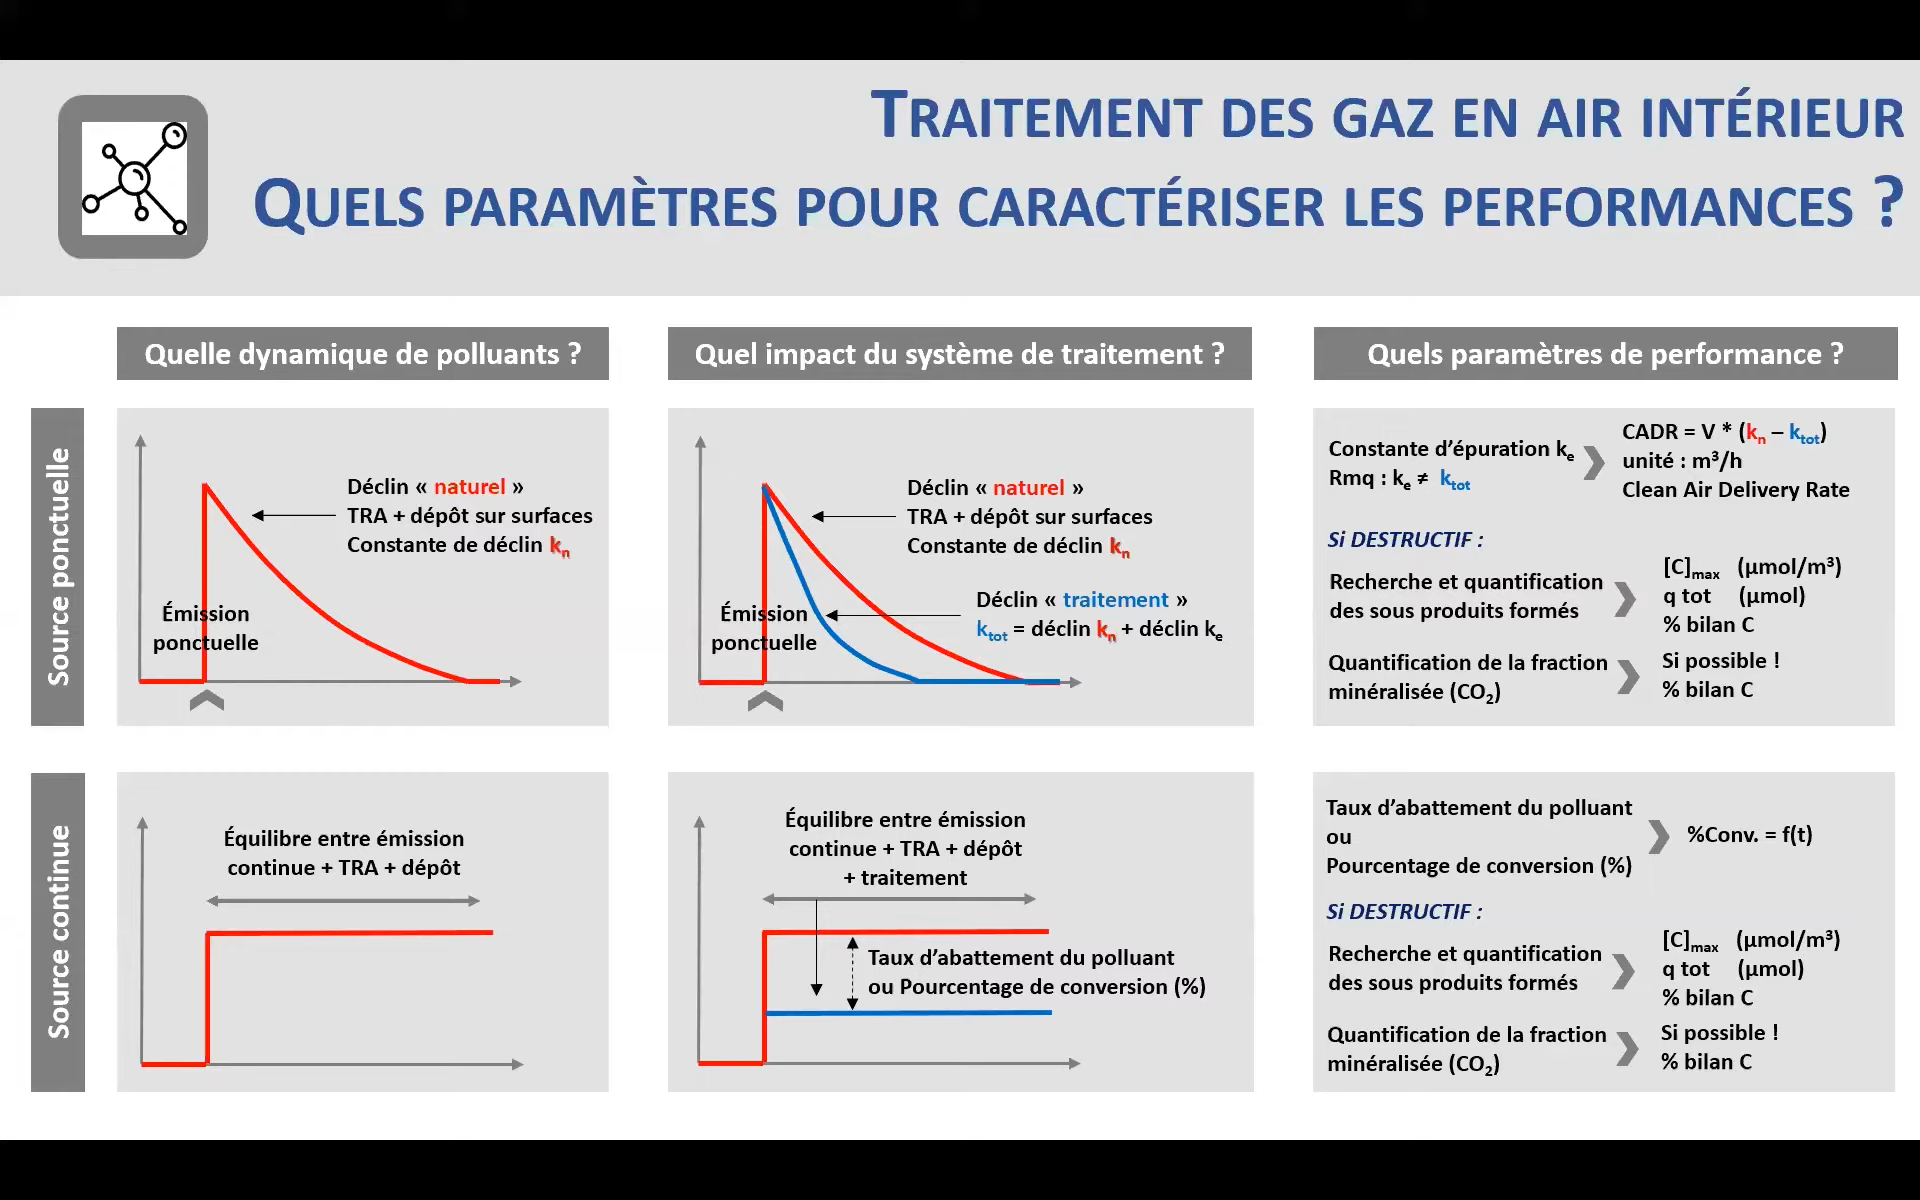 TRAITEMENT DES GAZ EN AIR INTÉRIEUR
QUELS PARAMÈTRES POUR CARACTÉRISER LES PERFORMANCES ?
Quelle dynamique de polluants ?
Quel impact du système de traitement ?
Quels paramètres de performance ?
Source ponctuelle
Déclin « naturel »
TRA + dépôt sur surfaces
Constante de déclin kn
Émission
ponctuelle
Déclin « naturel »
TRA + dépôt sur surfaces
Constante de déclin kn
Déclin « traitement »
ktot = déclin kn + déclin ke
Émission
ponctuelle
Constante d’épuration ke
Rmq : ke ≠ ktot
CADR = V * (kn – ktot)
unité : m³/h
Clean Air Delivery Rate
Si DESTRUCTIF :
Recherche et quantification
des sous produits formés
[C]max (µmol/m³)
q tot (µmol)
% bilan C
Quantification de la fraction
minéralisée (CO₂)
Si possible !
% bilan C
Source continue
Équilibre entre émission
continue + TRA + dépôt
Équilibre entre émission
continue + TRA + dépôt
+ traitement
Taux d’abattement du polluant
ou Pourcentage de conversion (%)
Taux d’abattement du polluant
ou
Pourcentage de conversion (%)
%Conv. = f(t)
Si DESTRUCTIF :
Recherche et quantification
des sous produits formés
[C]max (µmol/m³)
q tot (µmol)
% bilan C
Quantification de la fraction
minéralisée (CO₂)
Si possible !
% bilan C